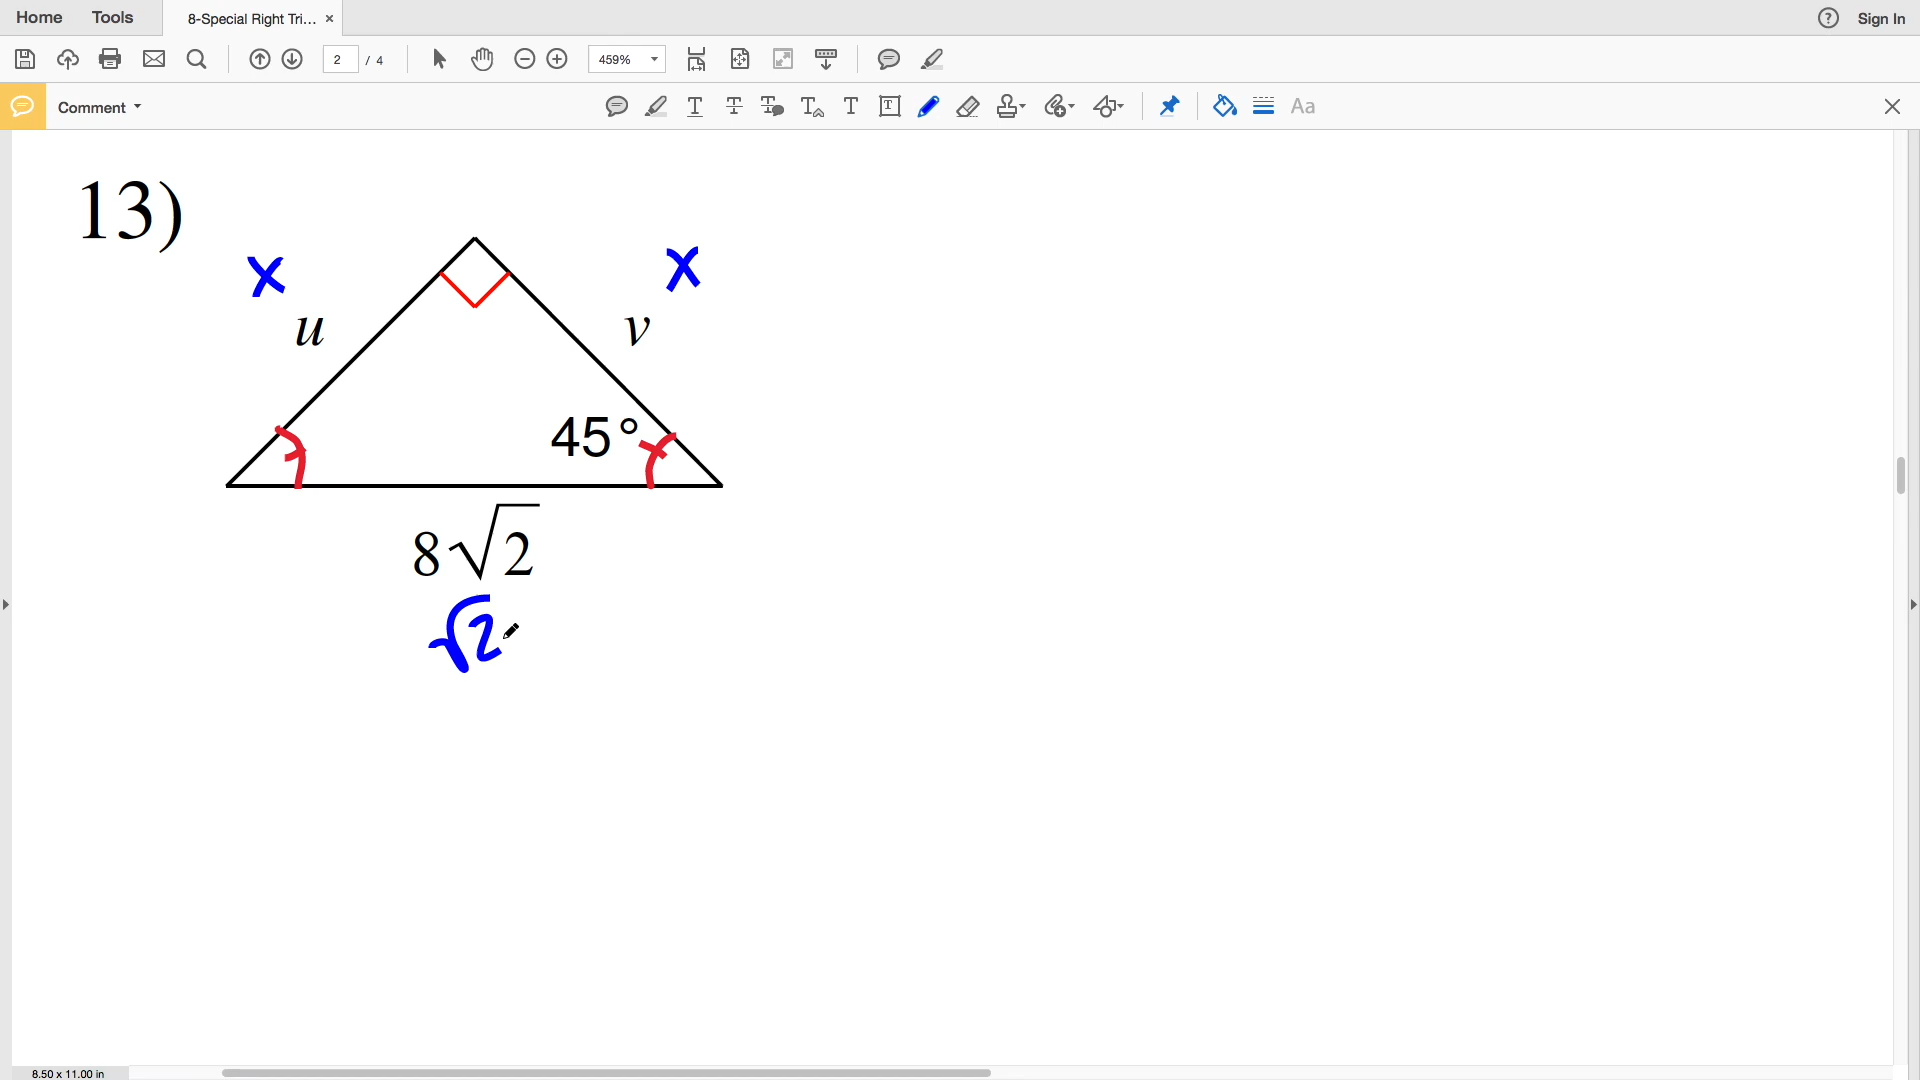 Home Tools 8-Special Right Tri... × ? Sign In
2 / 4 459%
Comment T T T T T T Aa
13)
x x
u v
45°
8√2
√2
8.50 x 11.00 in